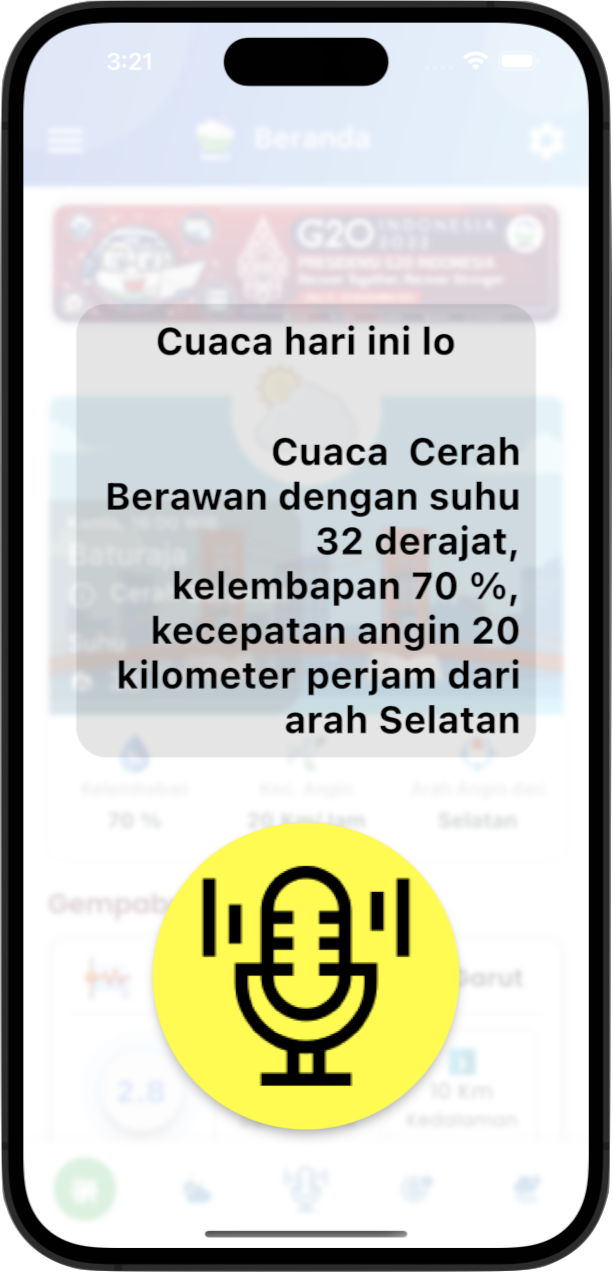 3:21
Beranda
G20 INDONESIA
2022
PRESIDENSI G20 INDONESIA
Cuaca hari ini lo
Cuaca  Cerah
Berawan dengan suhu
32 derajat,
kelembapan 70 %,
kecepatan angin 20
kilometer perjam dari
arah Selatan
Baturaja
Suhu
Kelembaban
Kec. Angin
Arah Angin dari
70 %
20 Km/Jam
Selatan
Garut
2.8
10 Km
Kedalaman